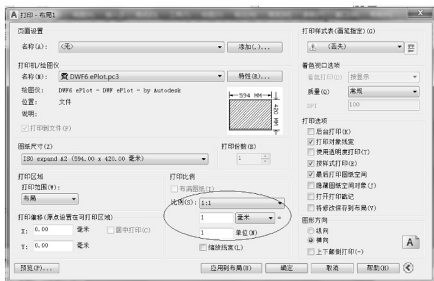 打印 - 布局1
页面设置
名称(A):
<无>
添加(.)...
打印机/绘图仪
名称(M):
DWF6 ePlot.pc3
特性(R)...
绘图仪:
DWF6 ePlot - DWF ePlot - by Autodesk
位置:
文件
说明:
打印到文件(F)
594 MM
420 MM
图纸尺寸(Z)
ISO expand A2 (594.00 x 420.00 毫米)
打印份数(B)
1
打印区域
打印范围(W):
布局
打印比例
布满图纸(I)
比例(S):
1:1
1
毫米
=
1
单位(N)
缩放线宽(L)
打印偏移(原点设置在可打印区域)
X:
0.00
毫米
居中打印(C)
Y:
0.00
毫米
打印样式表(画笔指定)(G)
着色视口选项
着色打印(D)
按显示
质量(Q)
常规
DPI
100
打印选项
后台打印(K)
打印对象线宽
使用透明度打印(T)
按样式打印(E)
最后打印图纸空间
隐藏图纸空间对象(J)
打开打印戳记
将修改保存到布局(V)
图形方向
纵向
横向
上下颠倒打印(-)
A
预览(P)...
应用到布局(U)
确定
取消
帮助(H)